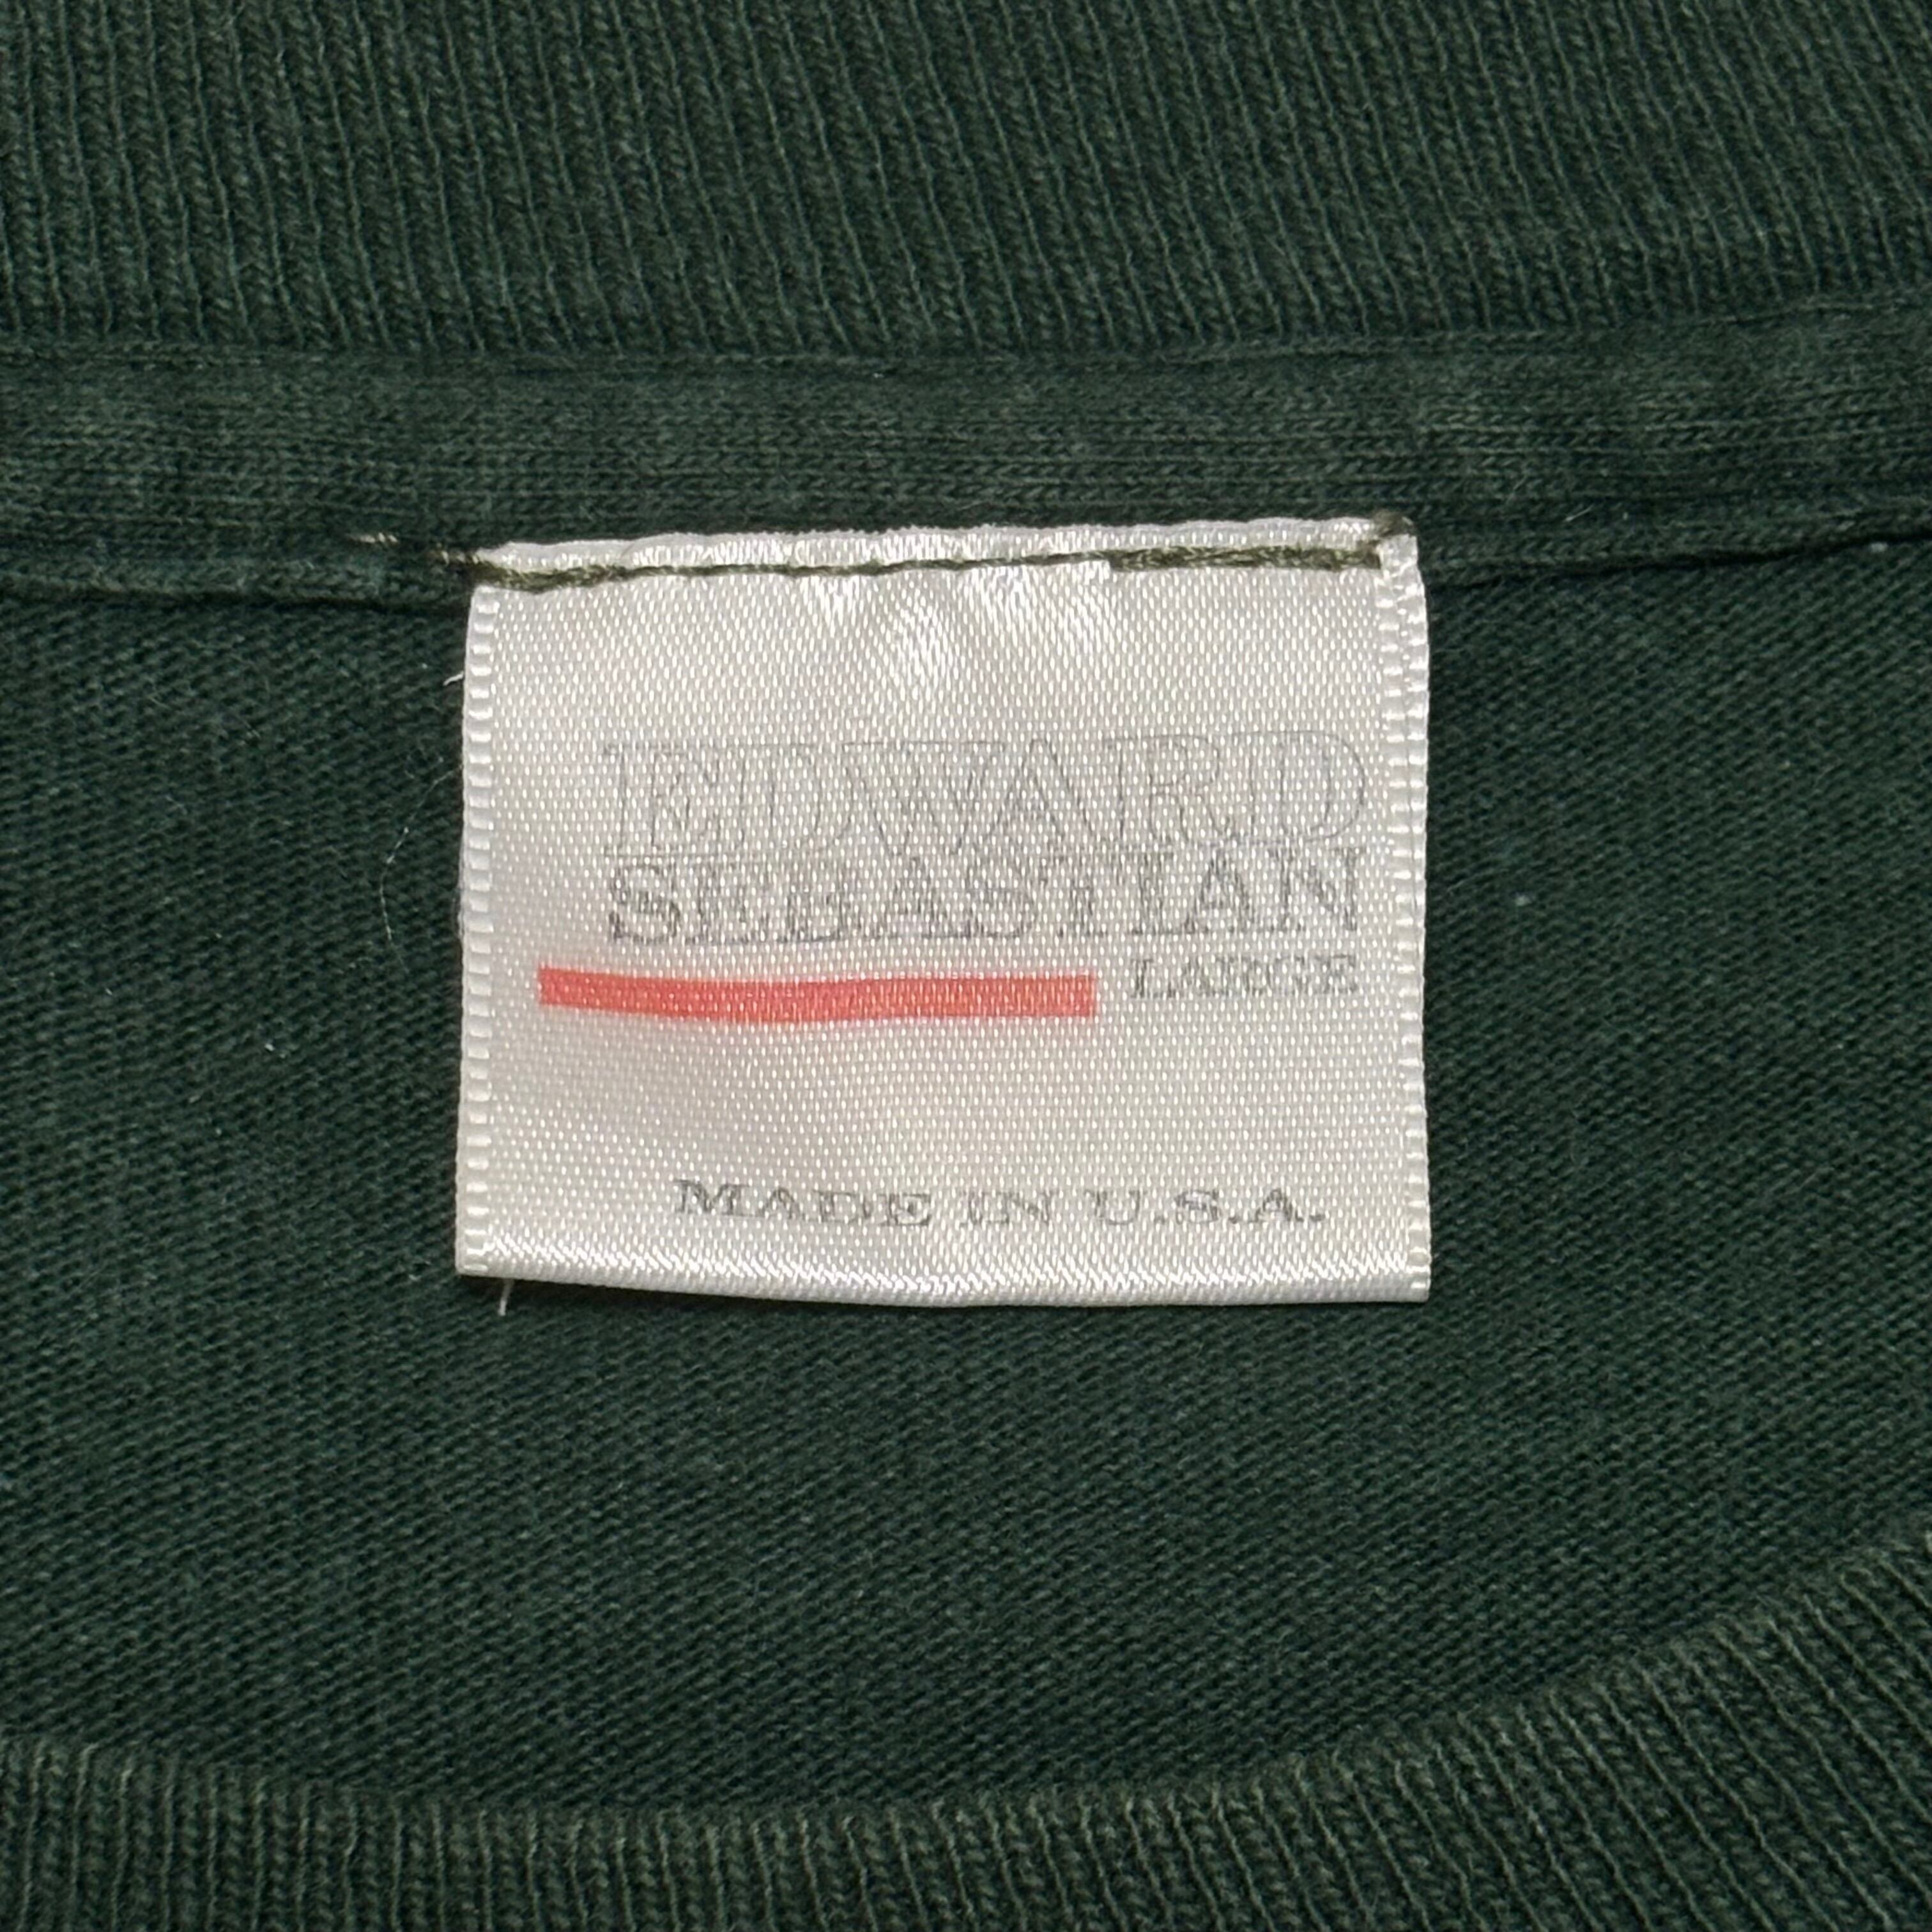 EDWARD
SEBASTIAN
LARGE
MADE IN U.S.A.